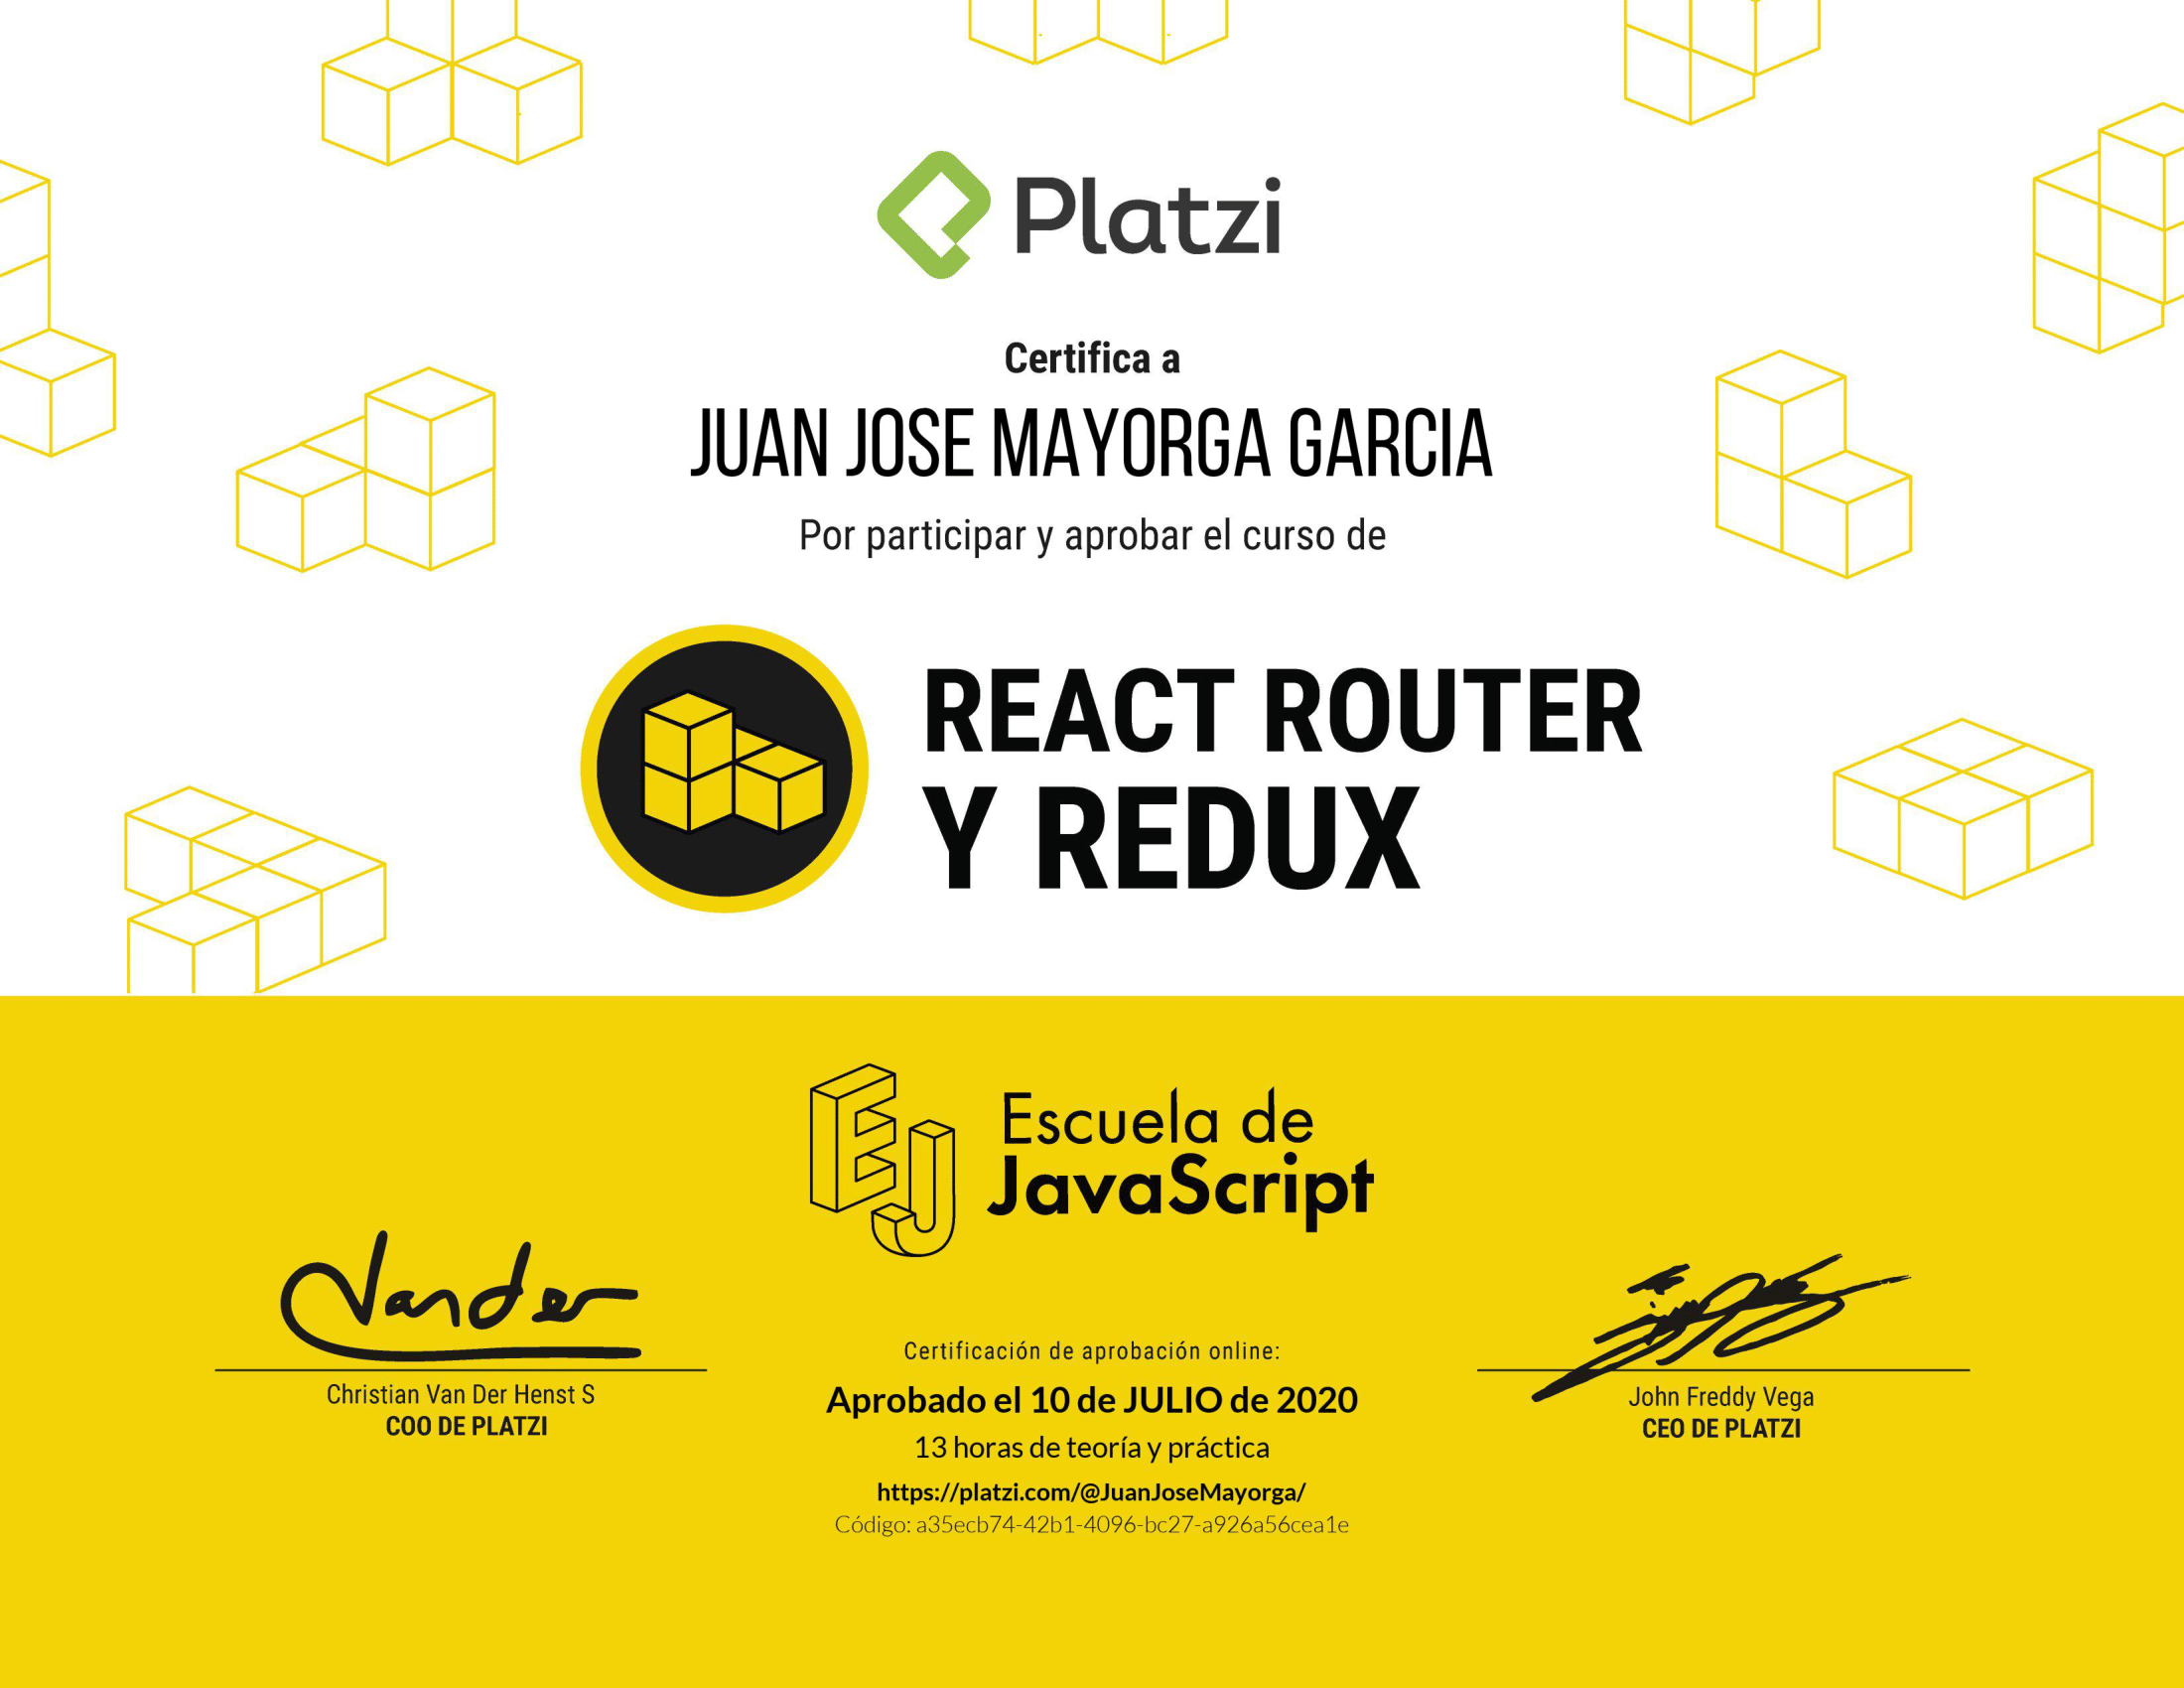 Platzi
Certifica a
JUAN JOSE MAYORGA GARCIA
Por participar y aprobar el curso de
REACT ROUTER
Y REDUX
EJ
Escuela de
JavaScript
Vander
Christian Van Der Henst S
COO DE PLATZI
Certificación de aprobación online:
Aprobado el 10 de JULIO de 2020
13 horas de teoría y práctica
https://platzi.com/@JuanJoseMayorga/
Código: a35ecb74-42b1-4096-bc27-a926a56cea1e
John Freddy Vega
CEO DE PLATZI